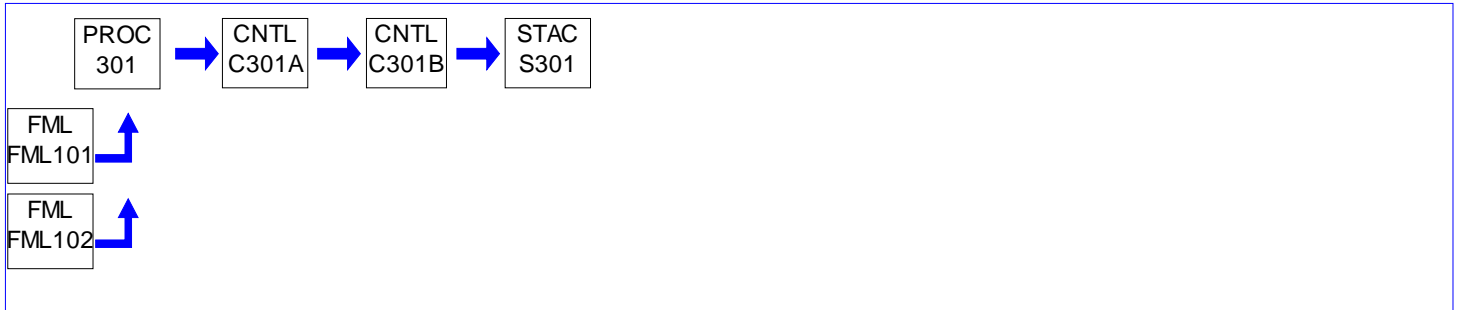 PROC
301
CNTL
C301A
CNTL
C301B
STAC
S301
FML
FML101
FML
FML102